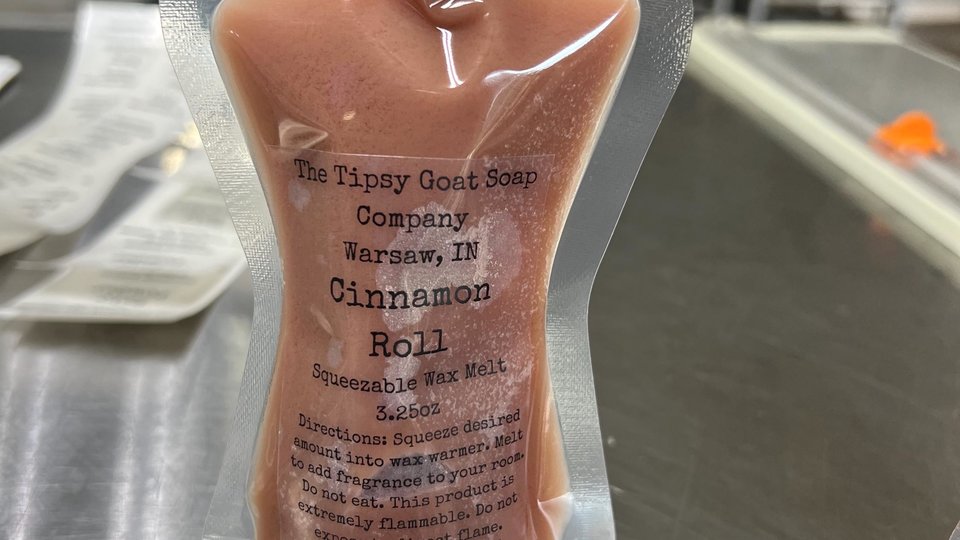 The Tipsy Goat Soap
Company
Warsaw, IN
Cinnamon
Roll
Squeezable Wax Melt
3.25oz
Directions: Squeeze desired
amount into wax warmer. Melt
to add fragrance to your room.
Do not eat. This product is
extremely flammable. Do not
flame.